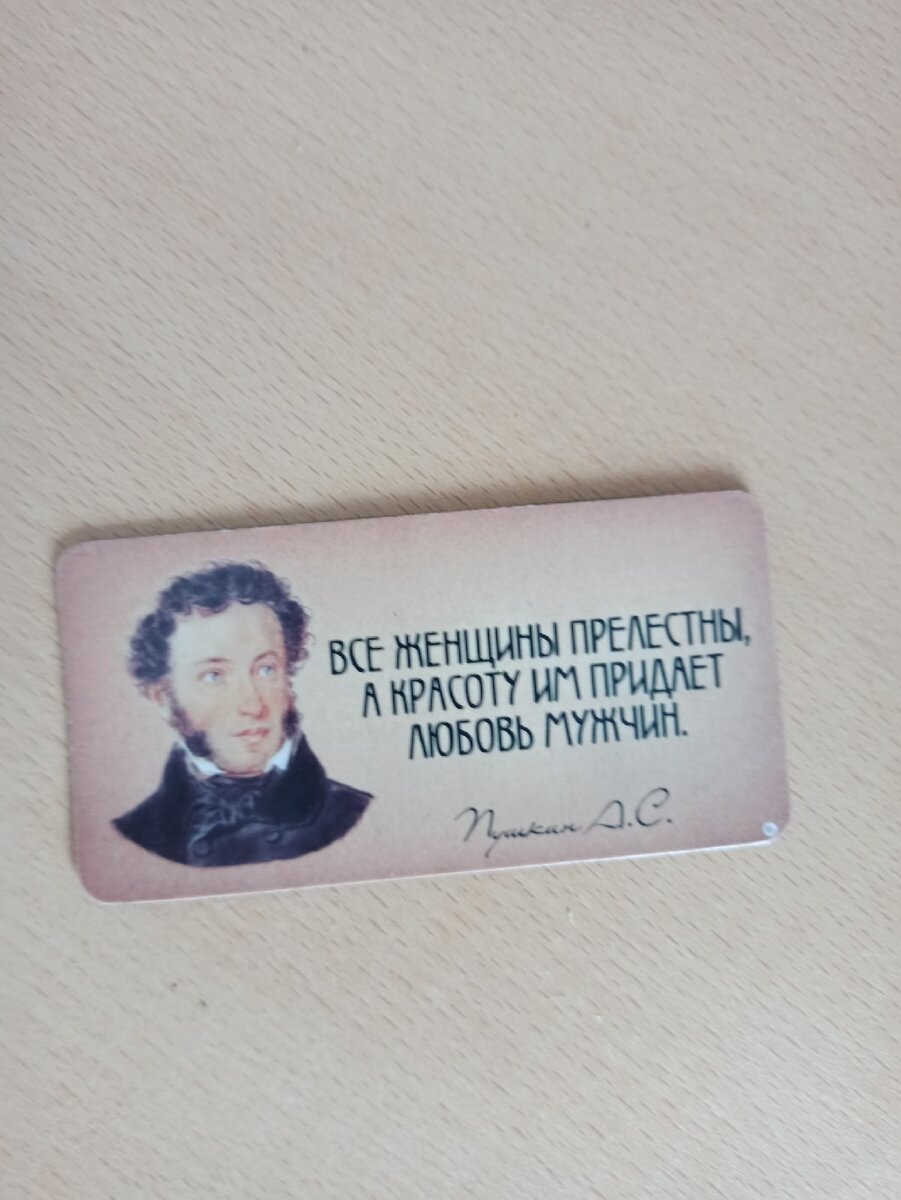 ВСЕ ЖЕНЩИНЫ ПРЕЛЕСТНЫ,
А КРАСОТУ ИМ ПРИДАЕТ
ЛЮБОВЬ МУЖЧИН.
Пушкин А.С.